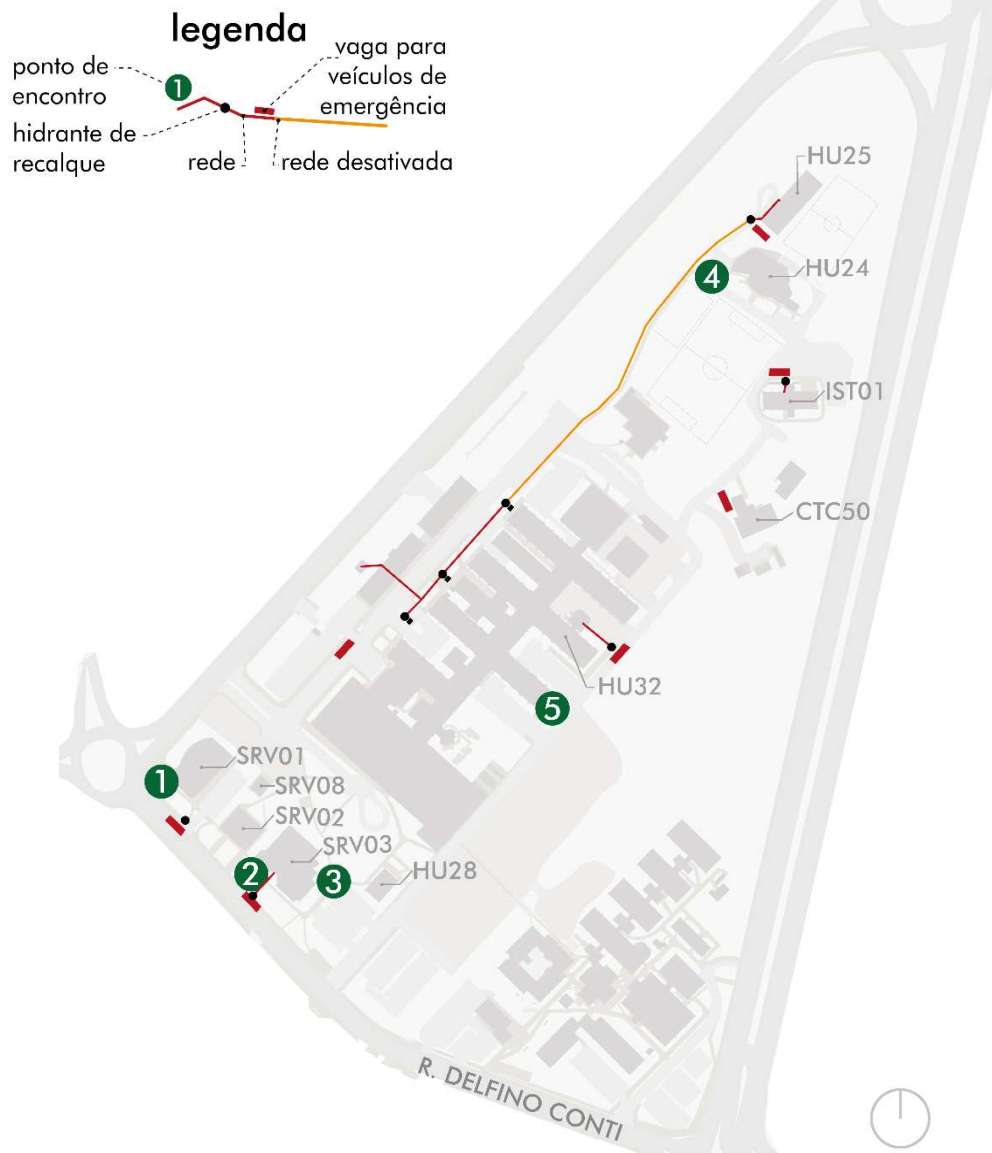 legenda
ponto de
encontro
1
vaga para
veículos de
emergência
hidrante de
recalque
rede
rede desativada
HU25
HU24
4
IST01
CTC50
HU32
5
SRV01
1
SRV08
SRV02
SRV03
2
3
HU28
R. DELFINO CONTI